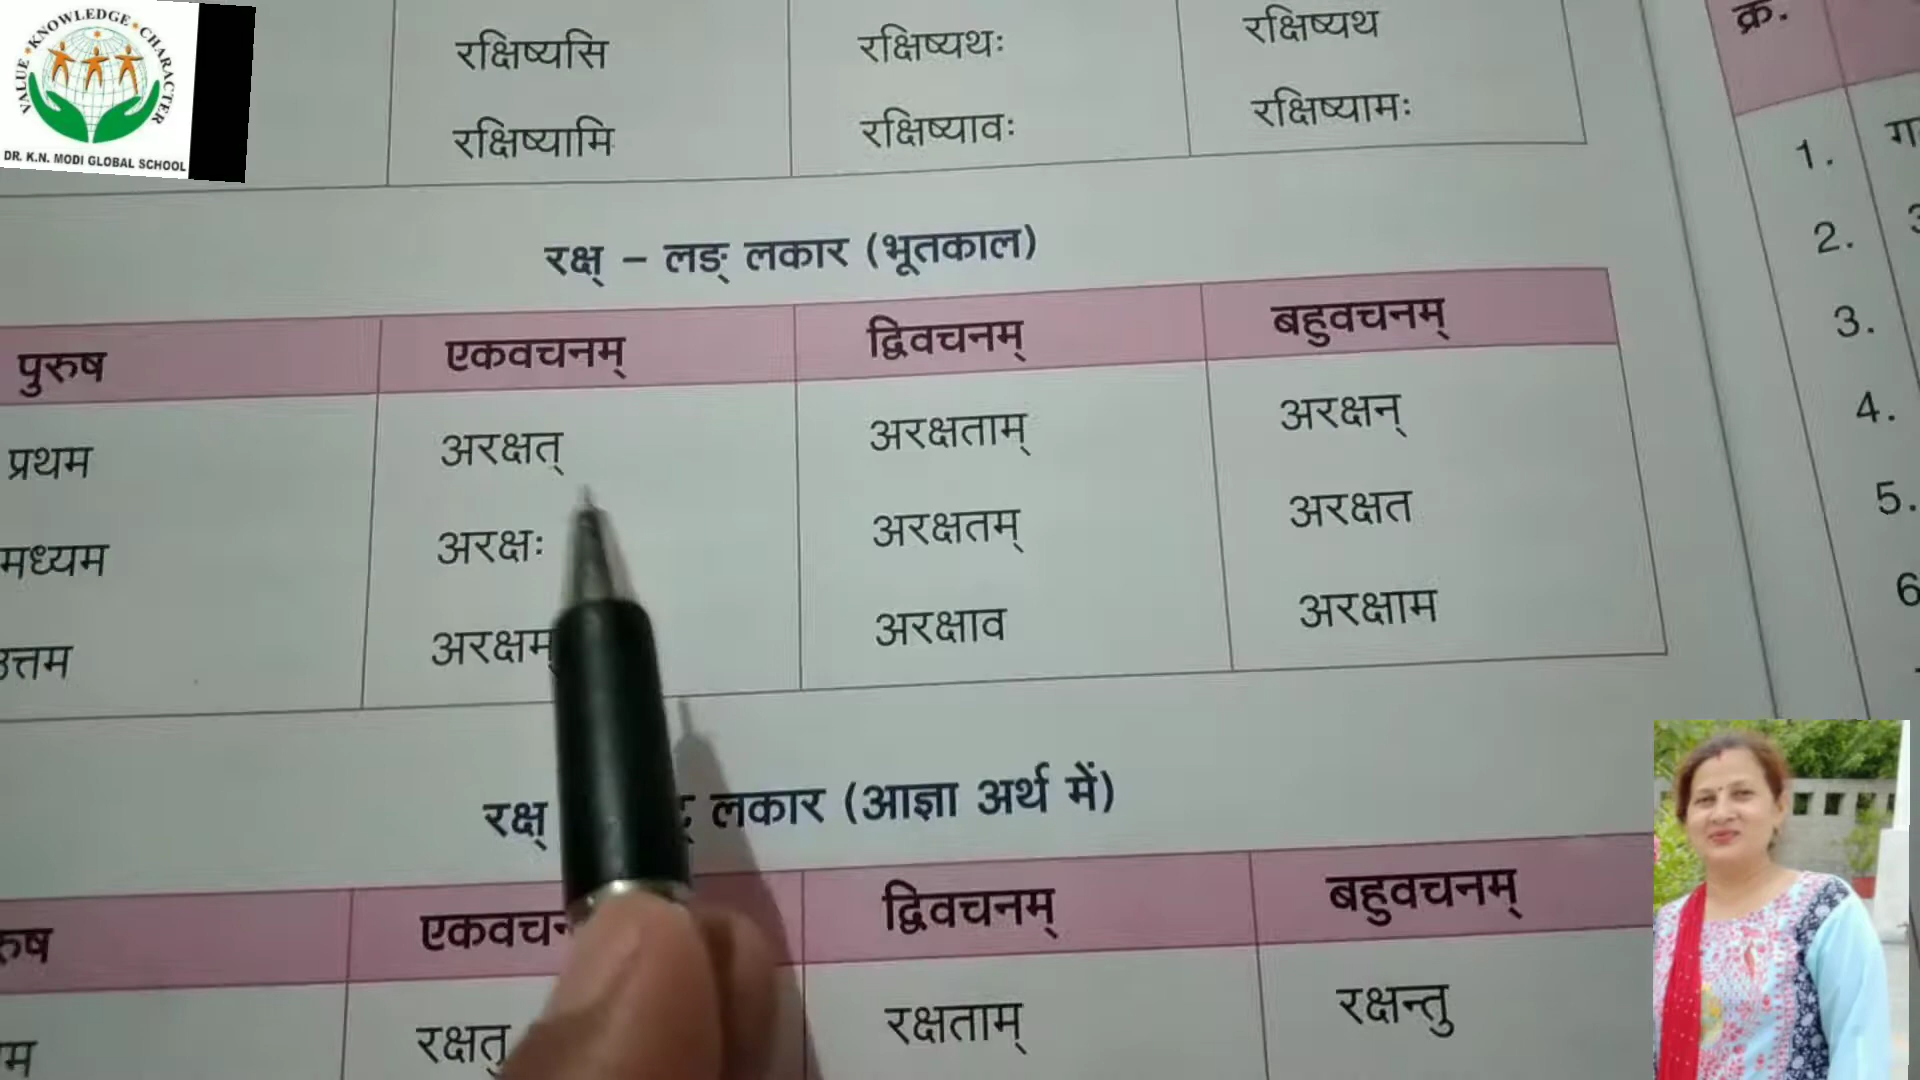 VALUE • KNOWLEDGE • CHARACTER
DR. K.N. MODI GLOBAL SCHOOL
रक्षिष्यसि रक्षिष्यथः रक्षिष्यथ
रक्षिष्यामि रक्षिष्यावः रक्षिष्यामः
रक्ष् – लङ् लकार (भूतकाल)
पुरुष एकवचनम् द्विवचनम् बहुवचनम्
प्रथम अरक्षत् अरक्षताम् अरक्षन्
मध्यम अरक्षः अरक्षतम् अरक्षत
उत्तम अरक्षम् अरक्षाव अरक्षाम
रक्ष् लकार (आज्ञा अर्थ में)
द्विवचनम् बहुवचनम्
रक्षतु रक्षताम् रक्षन्तु
क्र.
1.
2.
3.
4.
5.
6